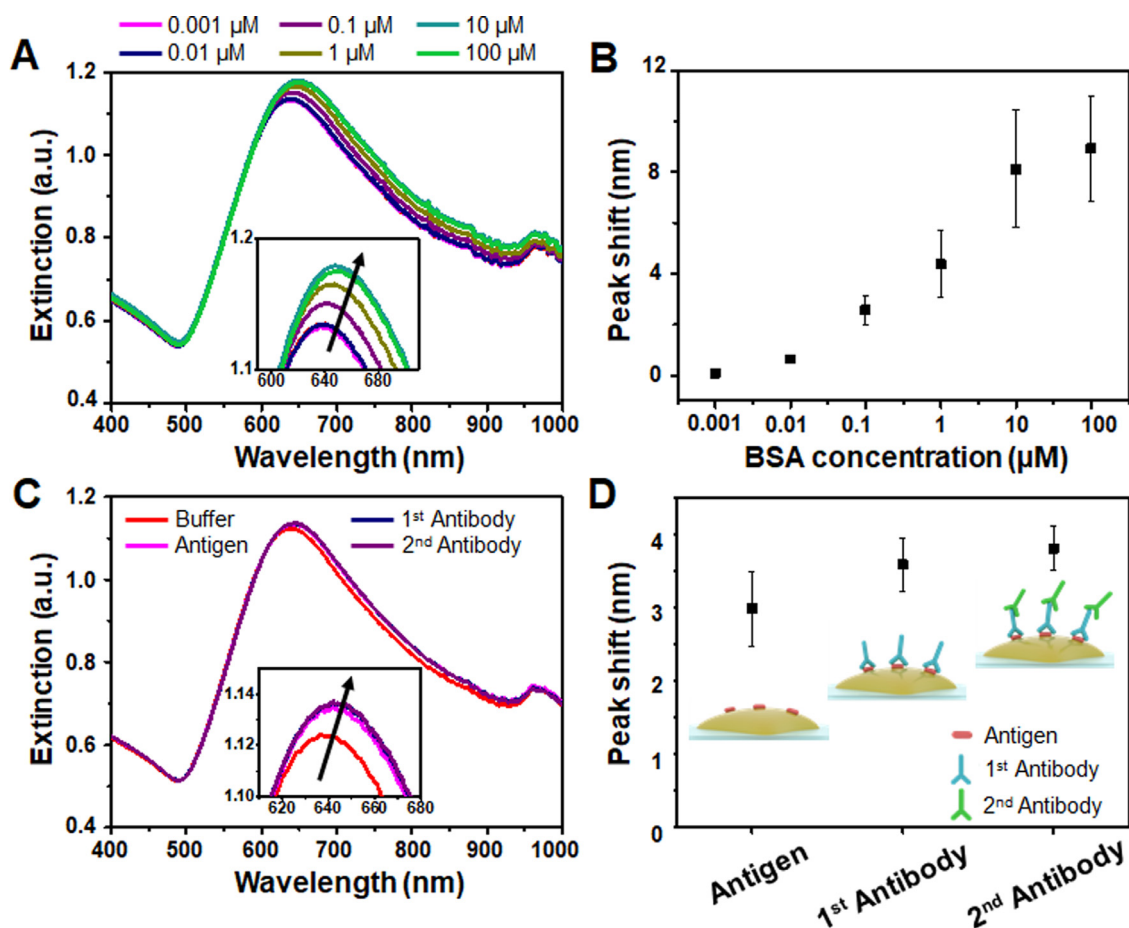 0.001 µM 0.1 µM 10 µM
0.01 µM 1 µM 100 µM
A
Extinction (a.u.)
1.2
1.0
0.8
0.6
0.4
400 500 600 700 800 900 1000
Wavelength (nm)
1.2
1.1
600 640 680
B
Peak shift (nm)
12
8
4
0
0.001 0.01 0.1 1 10 100
BSA concentration (µM)
C
Extinction (a.u.)
1.2
1.0
0.8
0.6
0.4
Buffer 1st Antibody
Antigen 2nd Antibody
400 500 600 700 800 900 1000
Wavelength (nm)
1.14
1.12
1.10
620 640 660 680
D
Peak shift (nm)
4
3
2
1
0
Antigen
1st Antibody
2nd Antibody
Antigen
1st Antibody
2nd Antibody